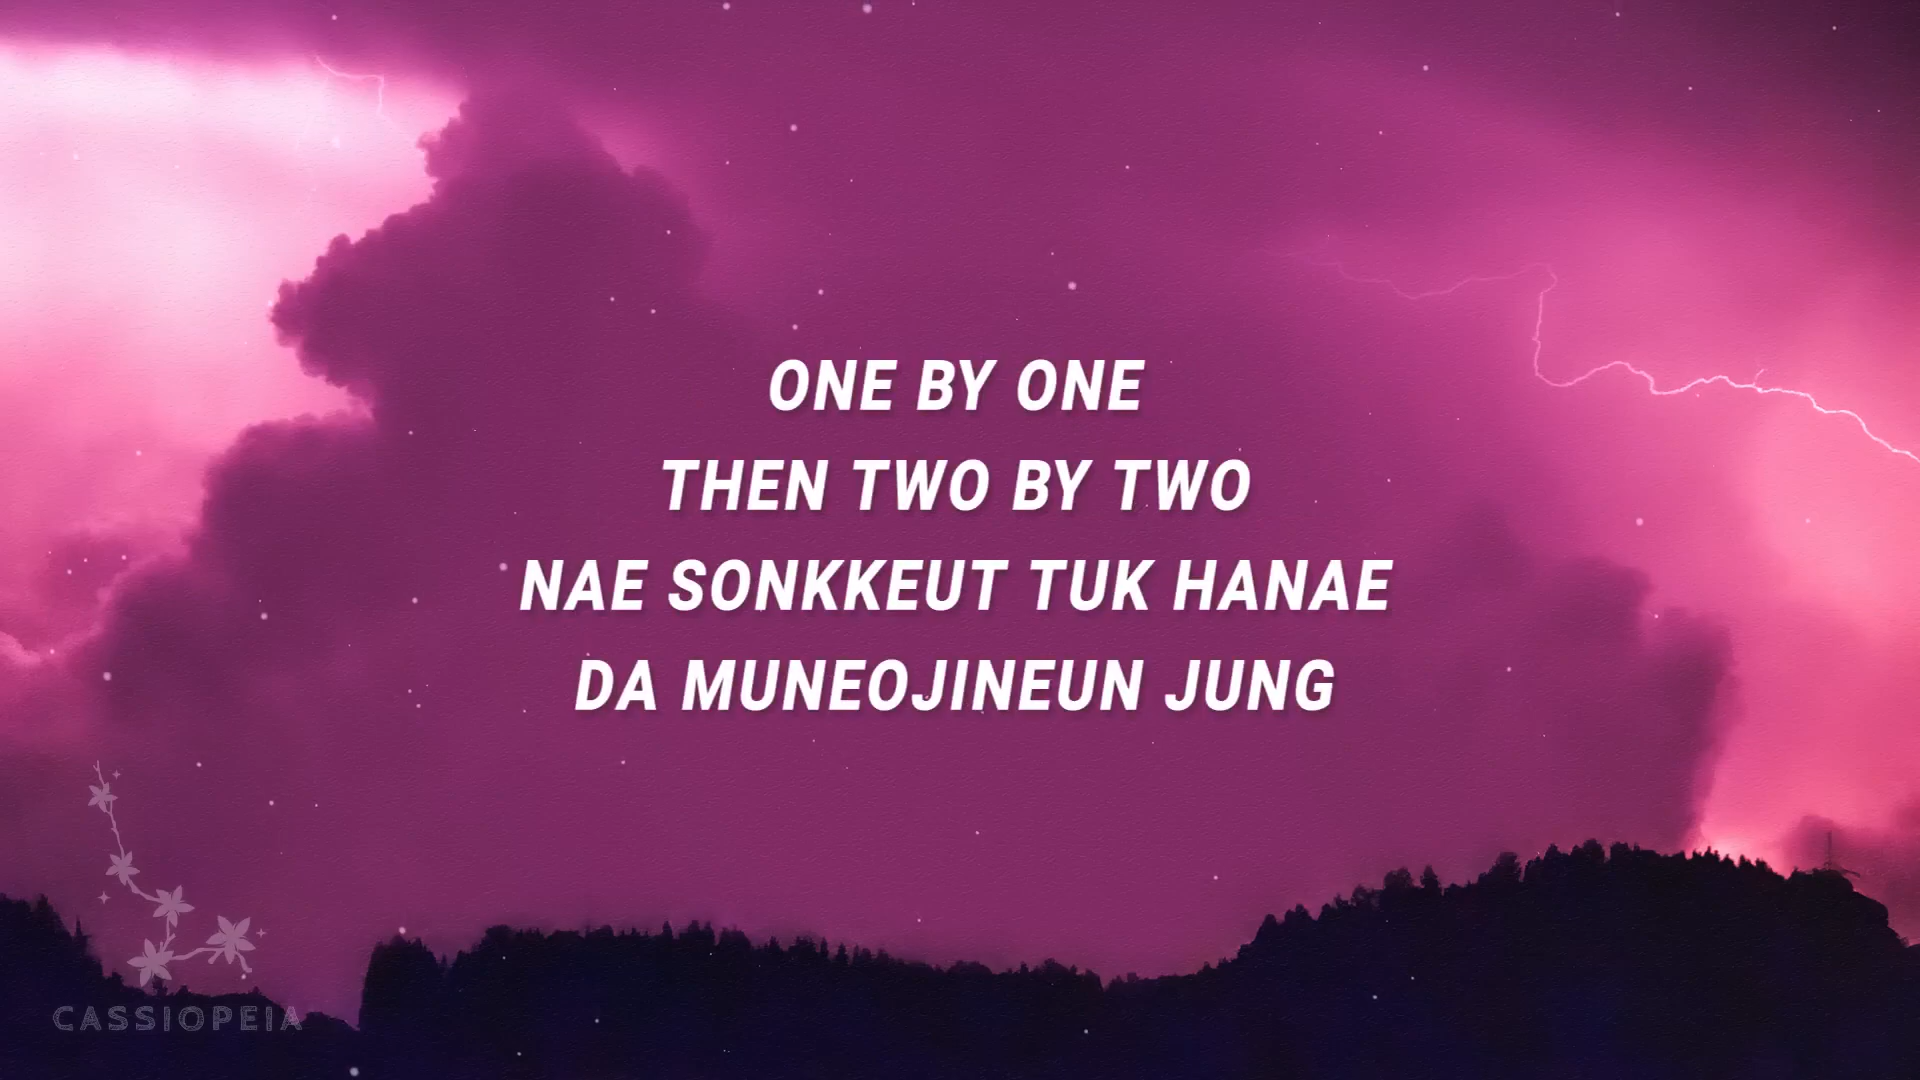 ONE BY ONE
THEN TWO BY TWO
NAE SONKKEUT TUK HANAE
DA MUNEOJINEUN JUNG
CASSIOPEIA